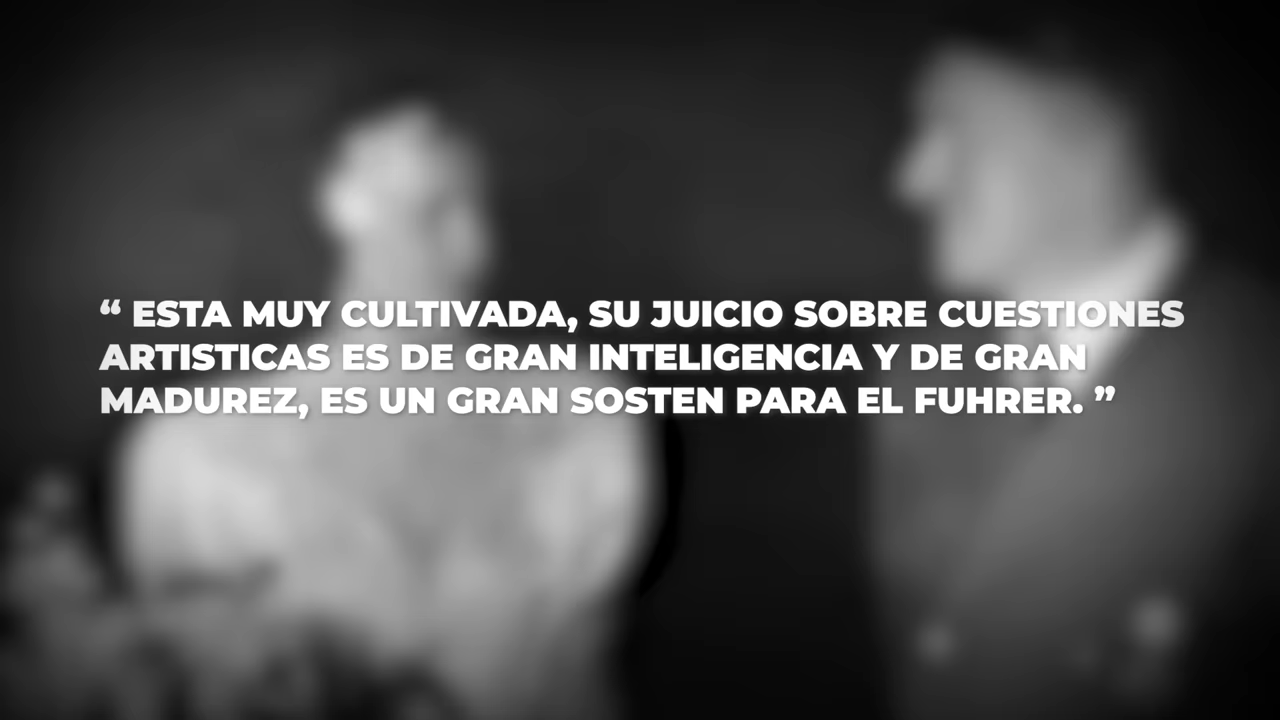 “ ESTA MUY CULTIVADA, SU JUICIO SOBRE CUESTIONES
ARTISTICAS ES DE GRAN INTELIGENCIA Y DE GRAN
MADUREZ, ES UN GRAN SOSTEN PARA EL FUHRER. ”